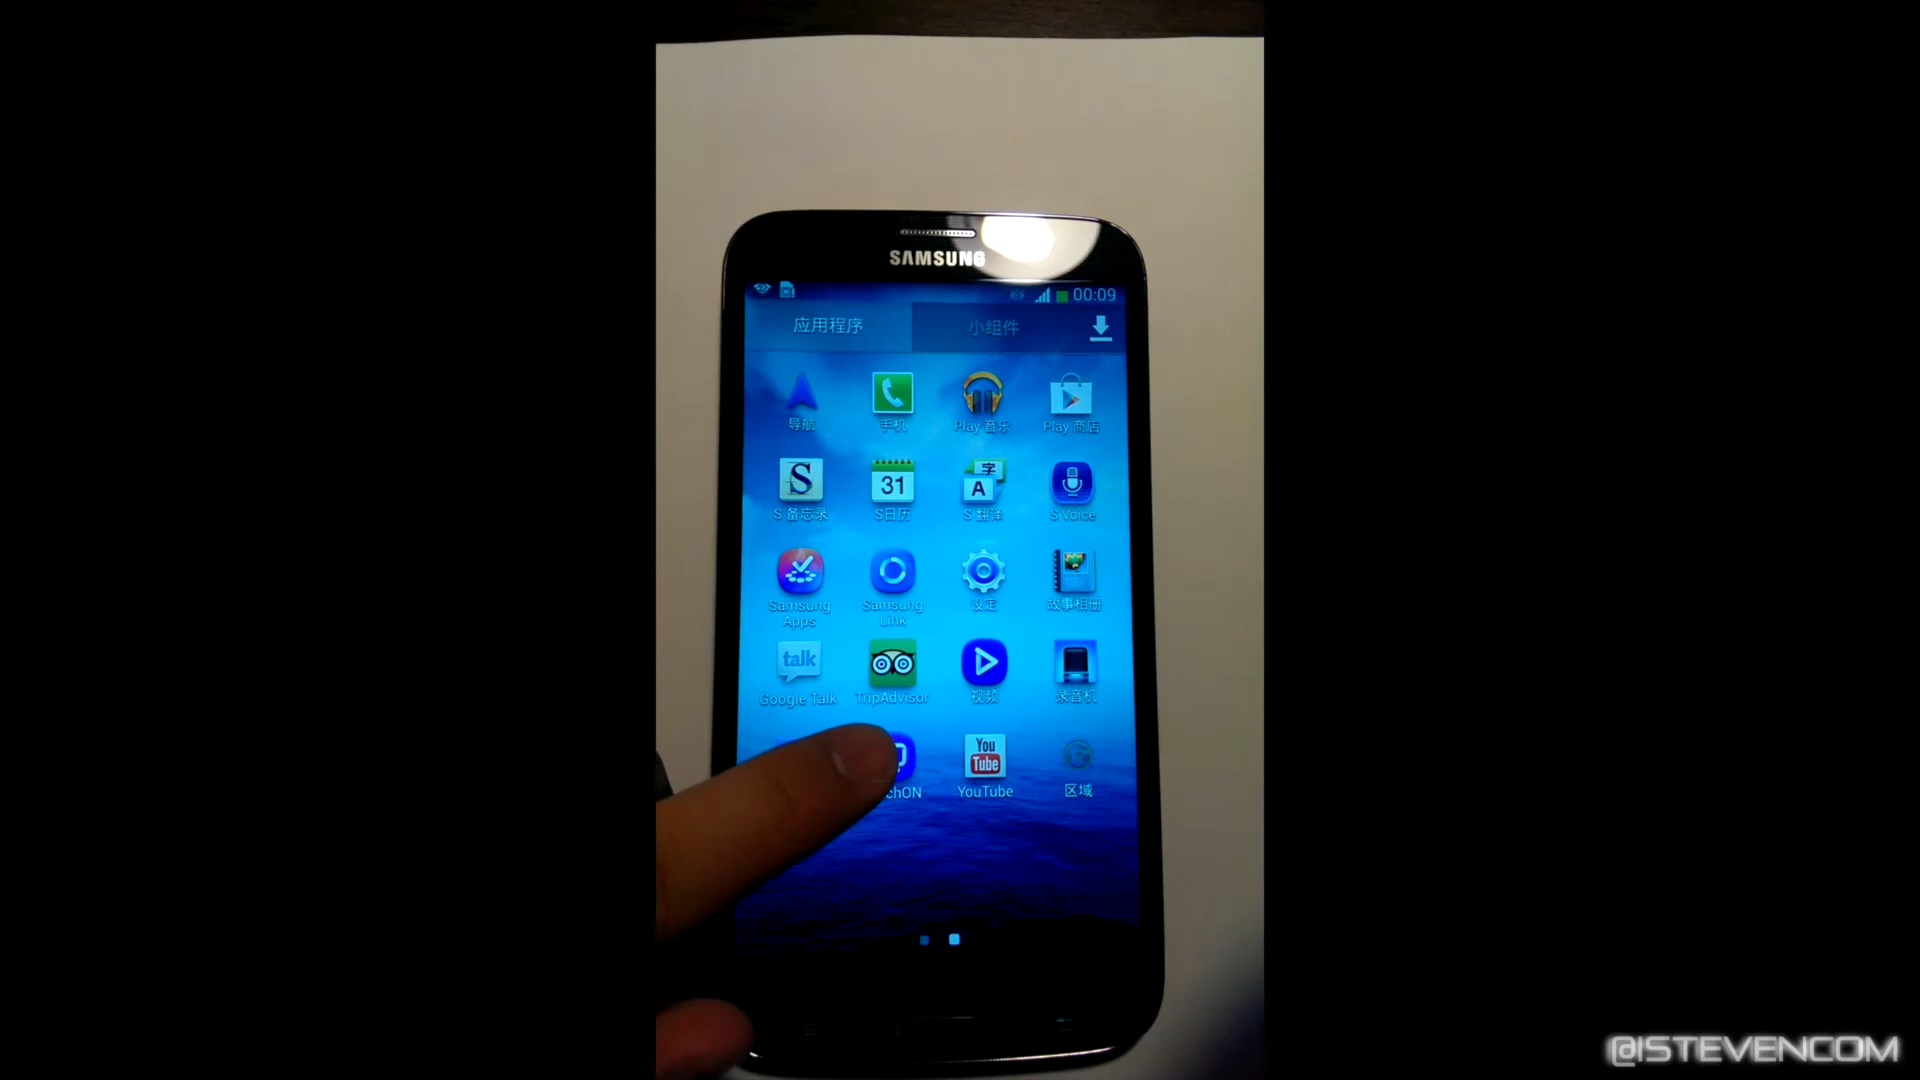 SAMSUNG
00:09
应用程序
小组件
导航
手机
Play 音乐
Play 商店
S
31
字
A
S 备忘录
S日历
S 翻译
S Voice
Samsung
Apps
Samsung
Link
设定
故事相册
talk
Google Talk
TripAdvisor
视频
录音机
You
Tube
chON
YouTube
区域
@ISTEVENCOM